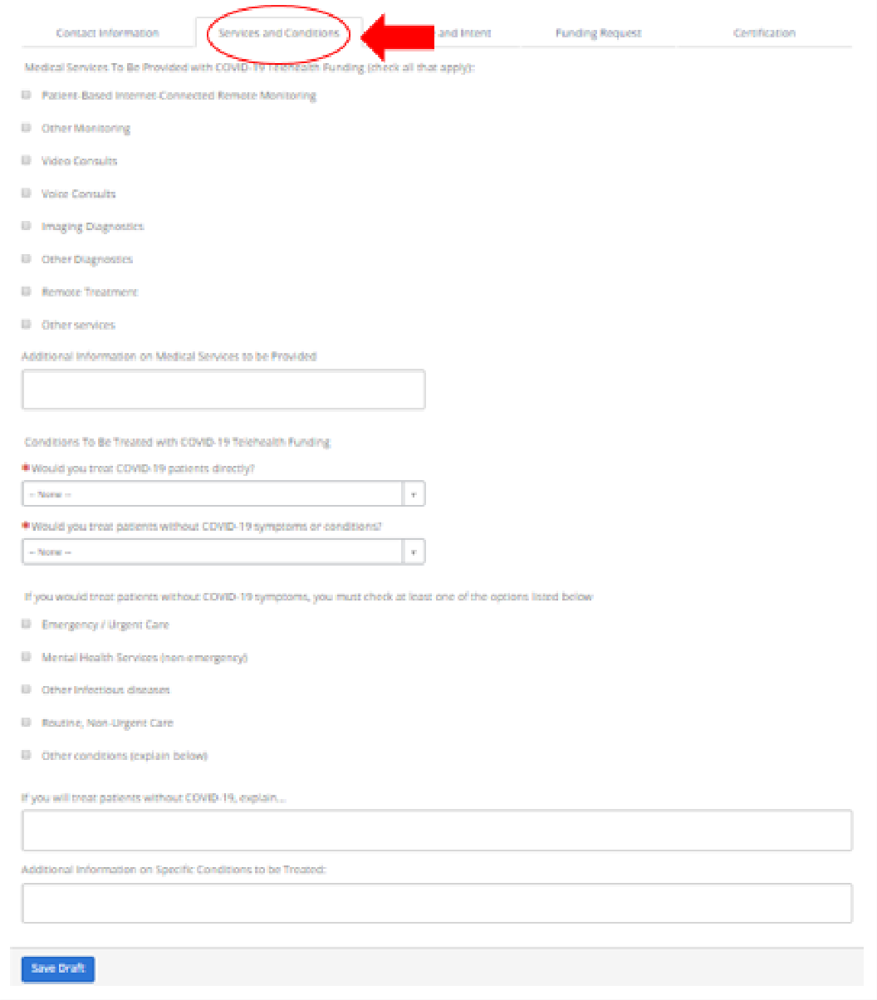 Contact Information Services and Conditions and Intent Funding Request Certification
Medical Services To Be Provided with COVID-19 Telehealth Funding (check all that apply):
Patient-Based Internet-Connected Remote Monitoring
Other Monitoring
Video Consults
Voice Consults
Imaging Diagnostics
Other Diagnostics
Remote Treatment
Other services
Additional Information on Medical Services to be Provided
Conditions To Be Treated with COVID-19 Telehealth Funding
*Would you treat COVID-19 patients directly?
-- None --
*Would you treat patients without COVID-19 symptoms or conditions?
-- None --
If you would treat patients without COVID-19 symptoms, you must check at least one of the options listed below
Emergency / Urgent Care
Mental Health Services (non-emergency)
Other Infectious diseases
Routine, Non-Urgent Care
Other conditions (explain below)
If you will treat patients without COVID-19, explain...
Additional Information on Specific Conditions to be Treated:
Save Draft